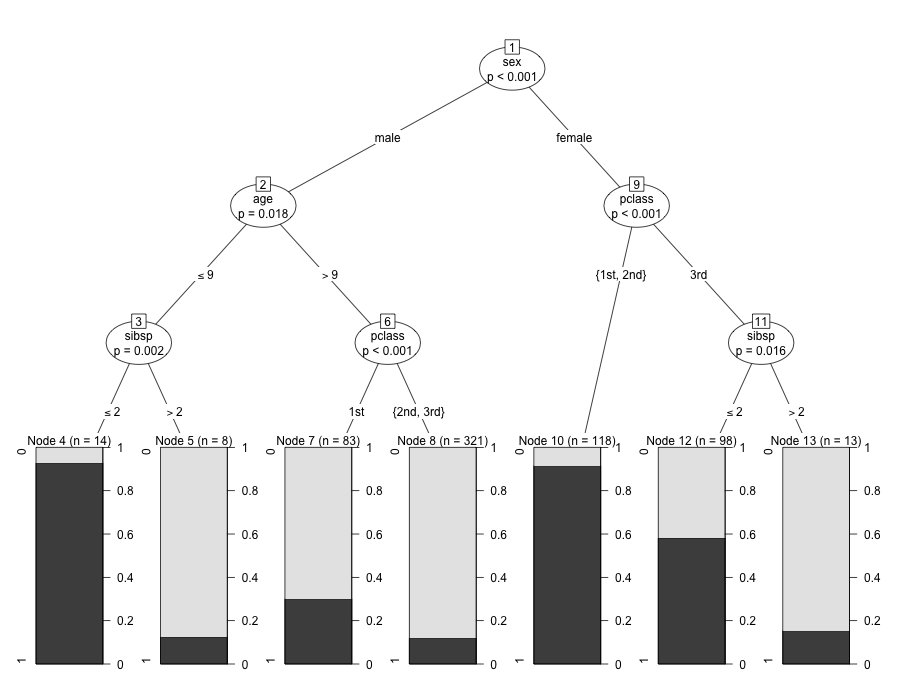 1
sex
p < 0.001
male
female
2
age
p = 0.018
9
pclass
p < 0.001
≤ 9
> 9
{1st, 2nd}
3rd
3
sibsp
p = 0.002
6
pclass
p < 0.001
11
sibsp
p = 0.016
≤ 2
> 2
1st
{2nd, 3rd}
≤ 2
> 2
Node 4 (n = 14)
1
0
0
0.2
0.4
0.6
0.8
1
Node 5 (n = 8)
1
0
0
0.2
0.4
0.6
0.8
1
Node 7 (n = 83)
1
0
0
0.2
0.4
0.6
0.8
1
Node 8 (n = 321)
1
0
0
0.2
0.4
0.6
0.8
1
Node 10 (n = 118)
1
0
0
0.2
0.4
0.6
0.8
1
Node 12 (n = 98)
1
0
0
0.2
0.4
0.6
0.8
1
Node 13 (n = 13)
1
0
0
0.2
0.4
0.6
0.8
1